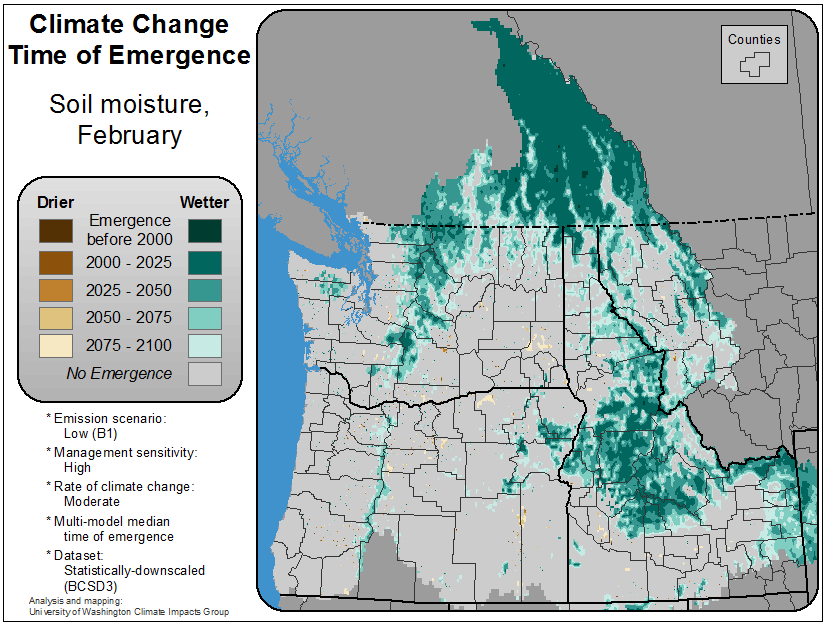 Climate Change
Time of Emergence
Soil moisture,
February
Drier
Wetter
Emergence
before 2000
2000 - 2025
2025 - 2050
2050 - 2075
2075 - 2100
No Emergence
* Emission scenario:
Low (B1)
* Management sensitivity:
High
* Rate of climate change:
Moderate
* Multi-model median
time of emergence
* Dataset:
Statistically-downscaled
(BCSD3)
Analysis and mapping:
University of Washington Climate Impacts Group
Counties